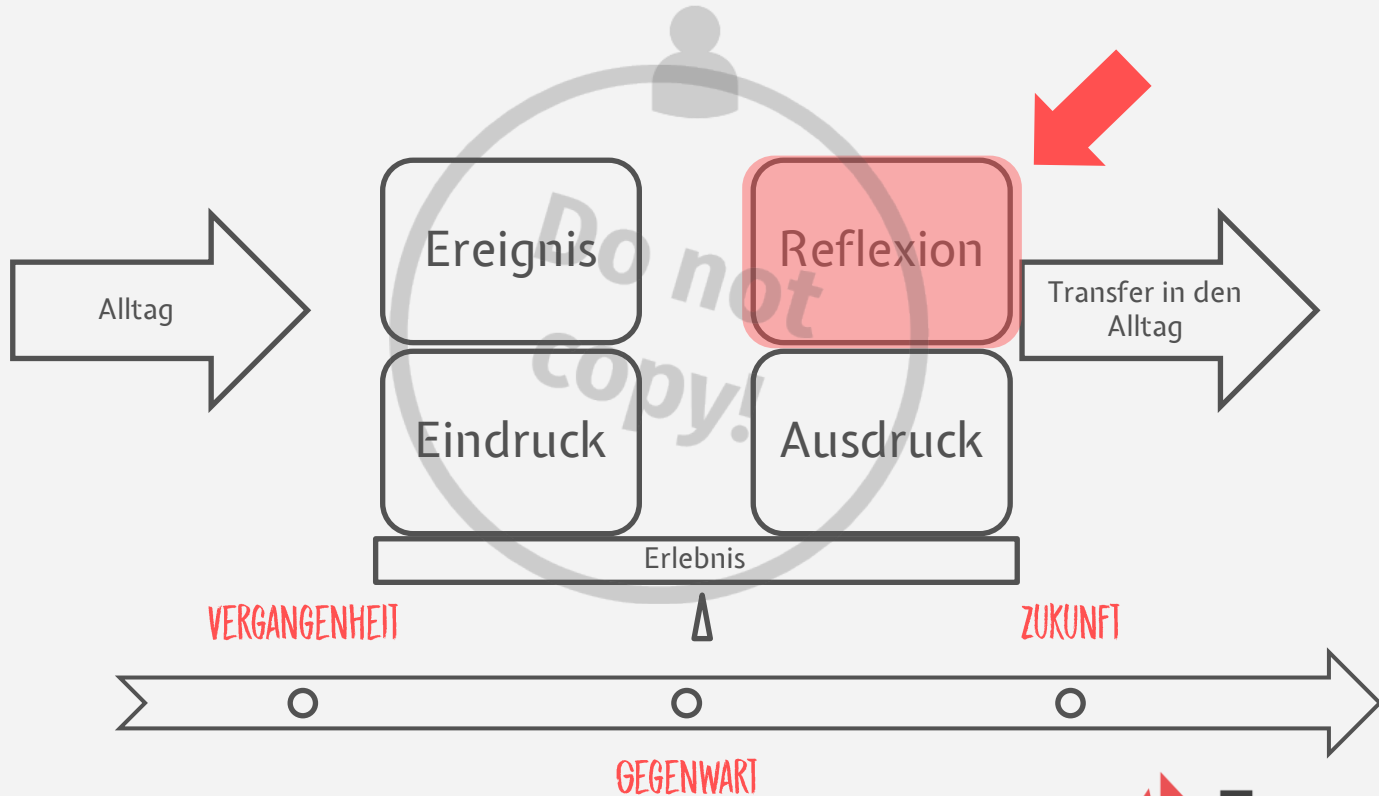 Ereignis
Reflexion
Alltag
Transfer in den
Alltag
Do not
copy!
Eindruck
Ausdruck
Erlebnis
VERGANGENHEIT
ZUKUNFT
GEGENWART